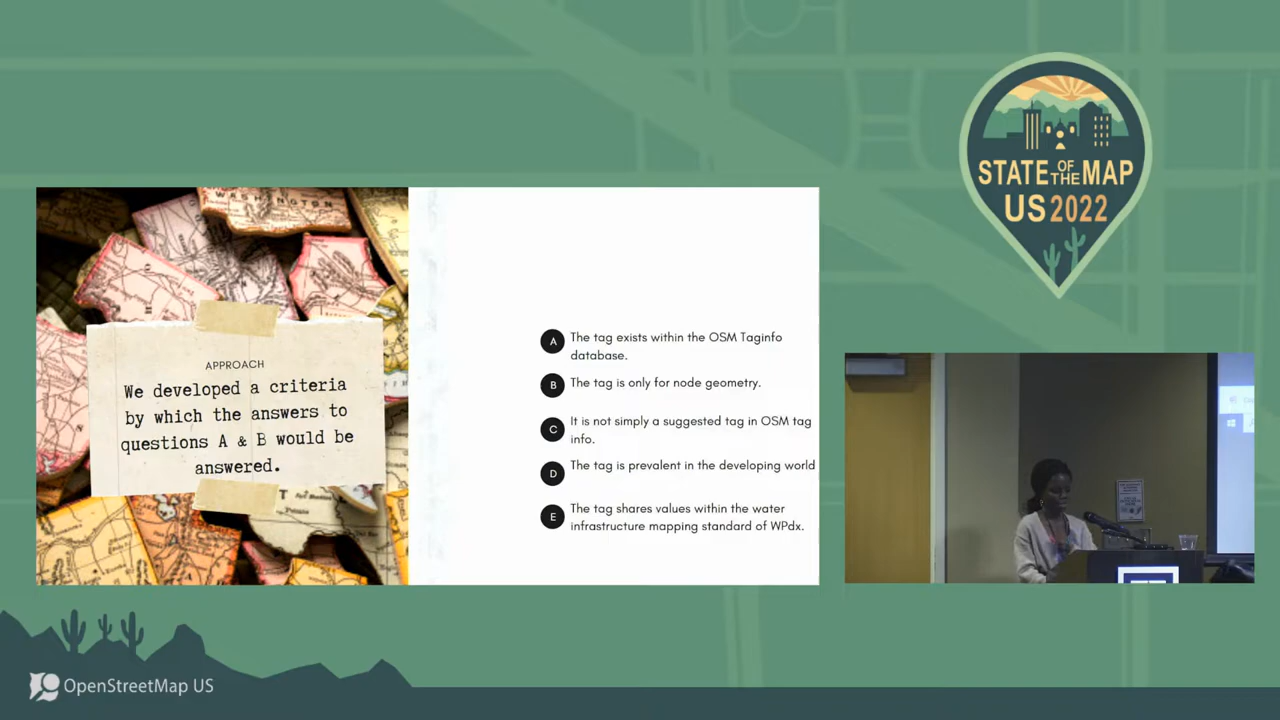 STATE OF THE MAP
US 2022
WASHINGTON
APPROACH
We developed a criteria
by which the answers to
questions A & B would be
answered.
A The tag exists within the OSM Taginfo
database.
B The tag is only for node geometry.
C It is not simply a suggested tag in OSM tag
info.
D The tag is prevalent in the developing world
E The tag shares values within the water
infrastructure mapping standard of WPdx.
OpenStreetMap US